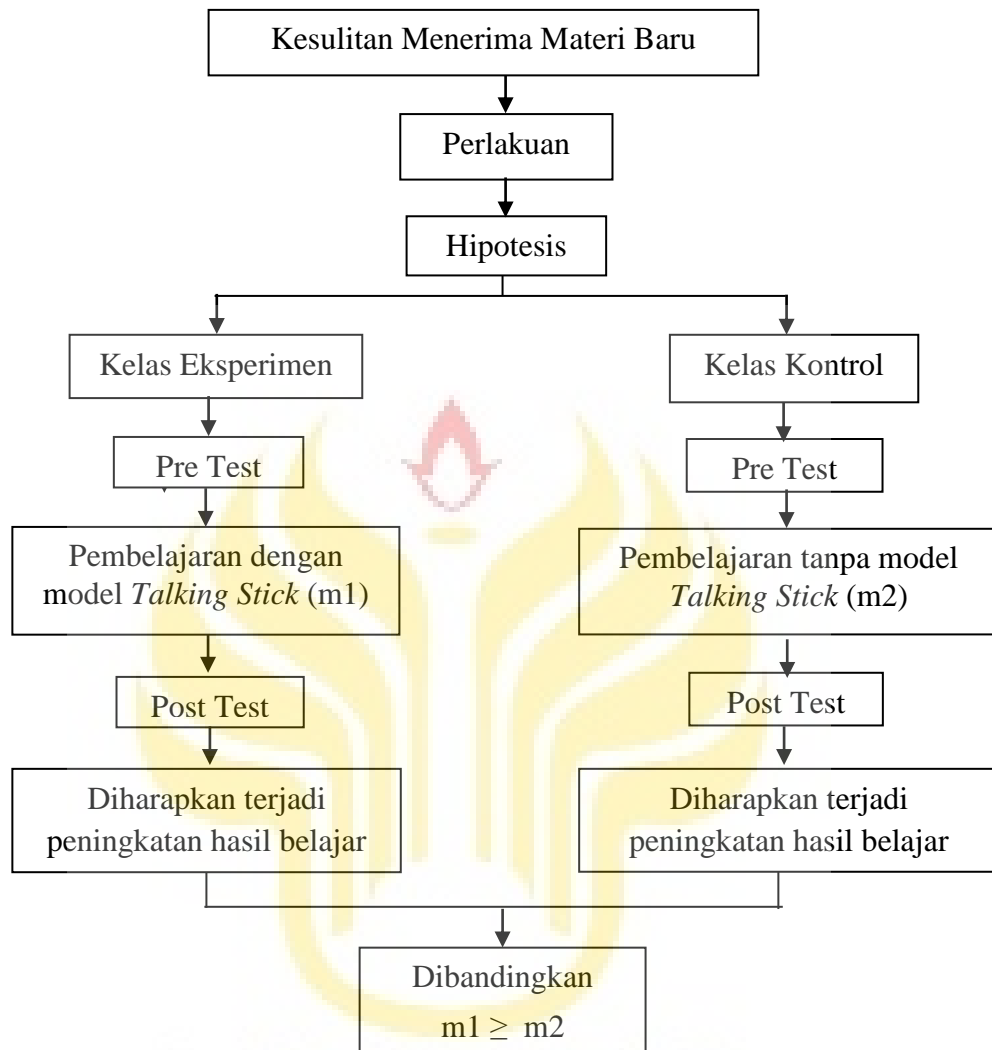 Kesulitan Menerima Materi Baru
Perlakuan
Hipotesis
Kelas Eksperimen
Kelas Kontrol
Pre Test
Pre Test
Pembelajaran dengan
model Talking Stick (m1)
Pembelajaran tanpa model
Talking Stick (m2)
Post Test
Post Test
Diharapkan terjadi
peningkatan hasil belajar
Diharapkan terjadi
peningkatan hasil belajar
Dibandingkan
m1 ≥ m2